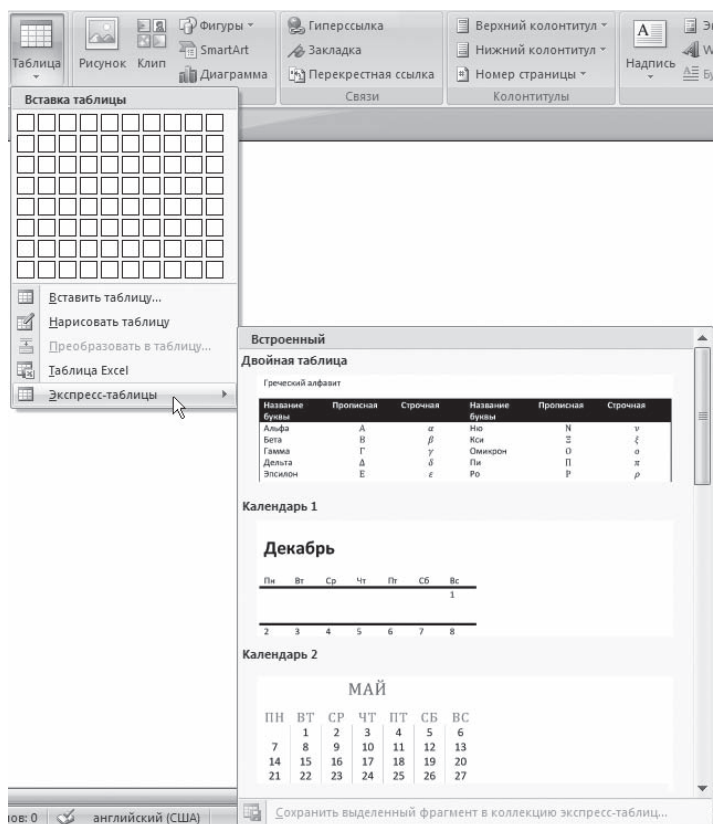 Таблица
Рисунок
Клип
Фигуры
SmartArt
Диаграмма
Гиперссылка
Закладка
Перекрестная ссылка
Связи
Верхний колонтитул
Нижний колонтитул
Номер страницы
Колонтитулы
A
Надпись
Вставка таблицы
Вставить таблицу...
Нарисовать таблицу
Преобразовать в таблицу...
Таблица Excel
Экспресс-таблицы
Встроенный
Двойная таблица
Греческий алфавит
Название буквы Прописная Строчная Название буквы Прописная Строчная
Альфа Α α Ню Ν ν
Бета Β β Кси Ξ ξ
Гамма Γ γ Омикрон Ο ο
Дельта Δ δ Пи Π π
Эпсилон Ε ε Ро Ρ ρ
Календарь 1
Декабрь
Пн Вт Ср Чт Пт Сб Вс
1
2 3 4 5 6 7 8
Календарь 2
МАЙ
ПН ВТ СР ЧТ ПТ СБ ВС
1 2 3 4 5 6
7 8 9 10 11 12 13
14 15 16 17 18 19 20
21 22 23 24 25 26 27
Сохранить выделенный фрагмент в коллекцию экспресс-таблиц...
нов: 0 английский (США)